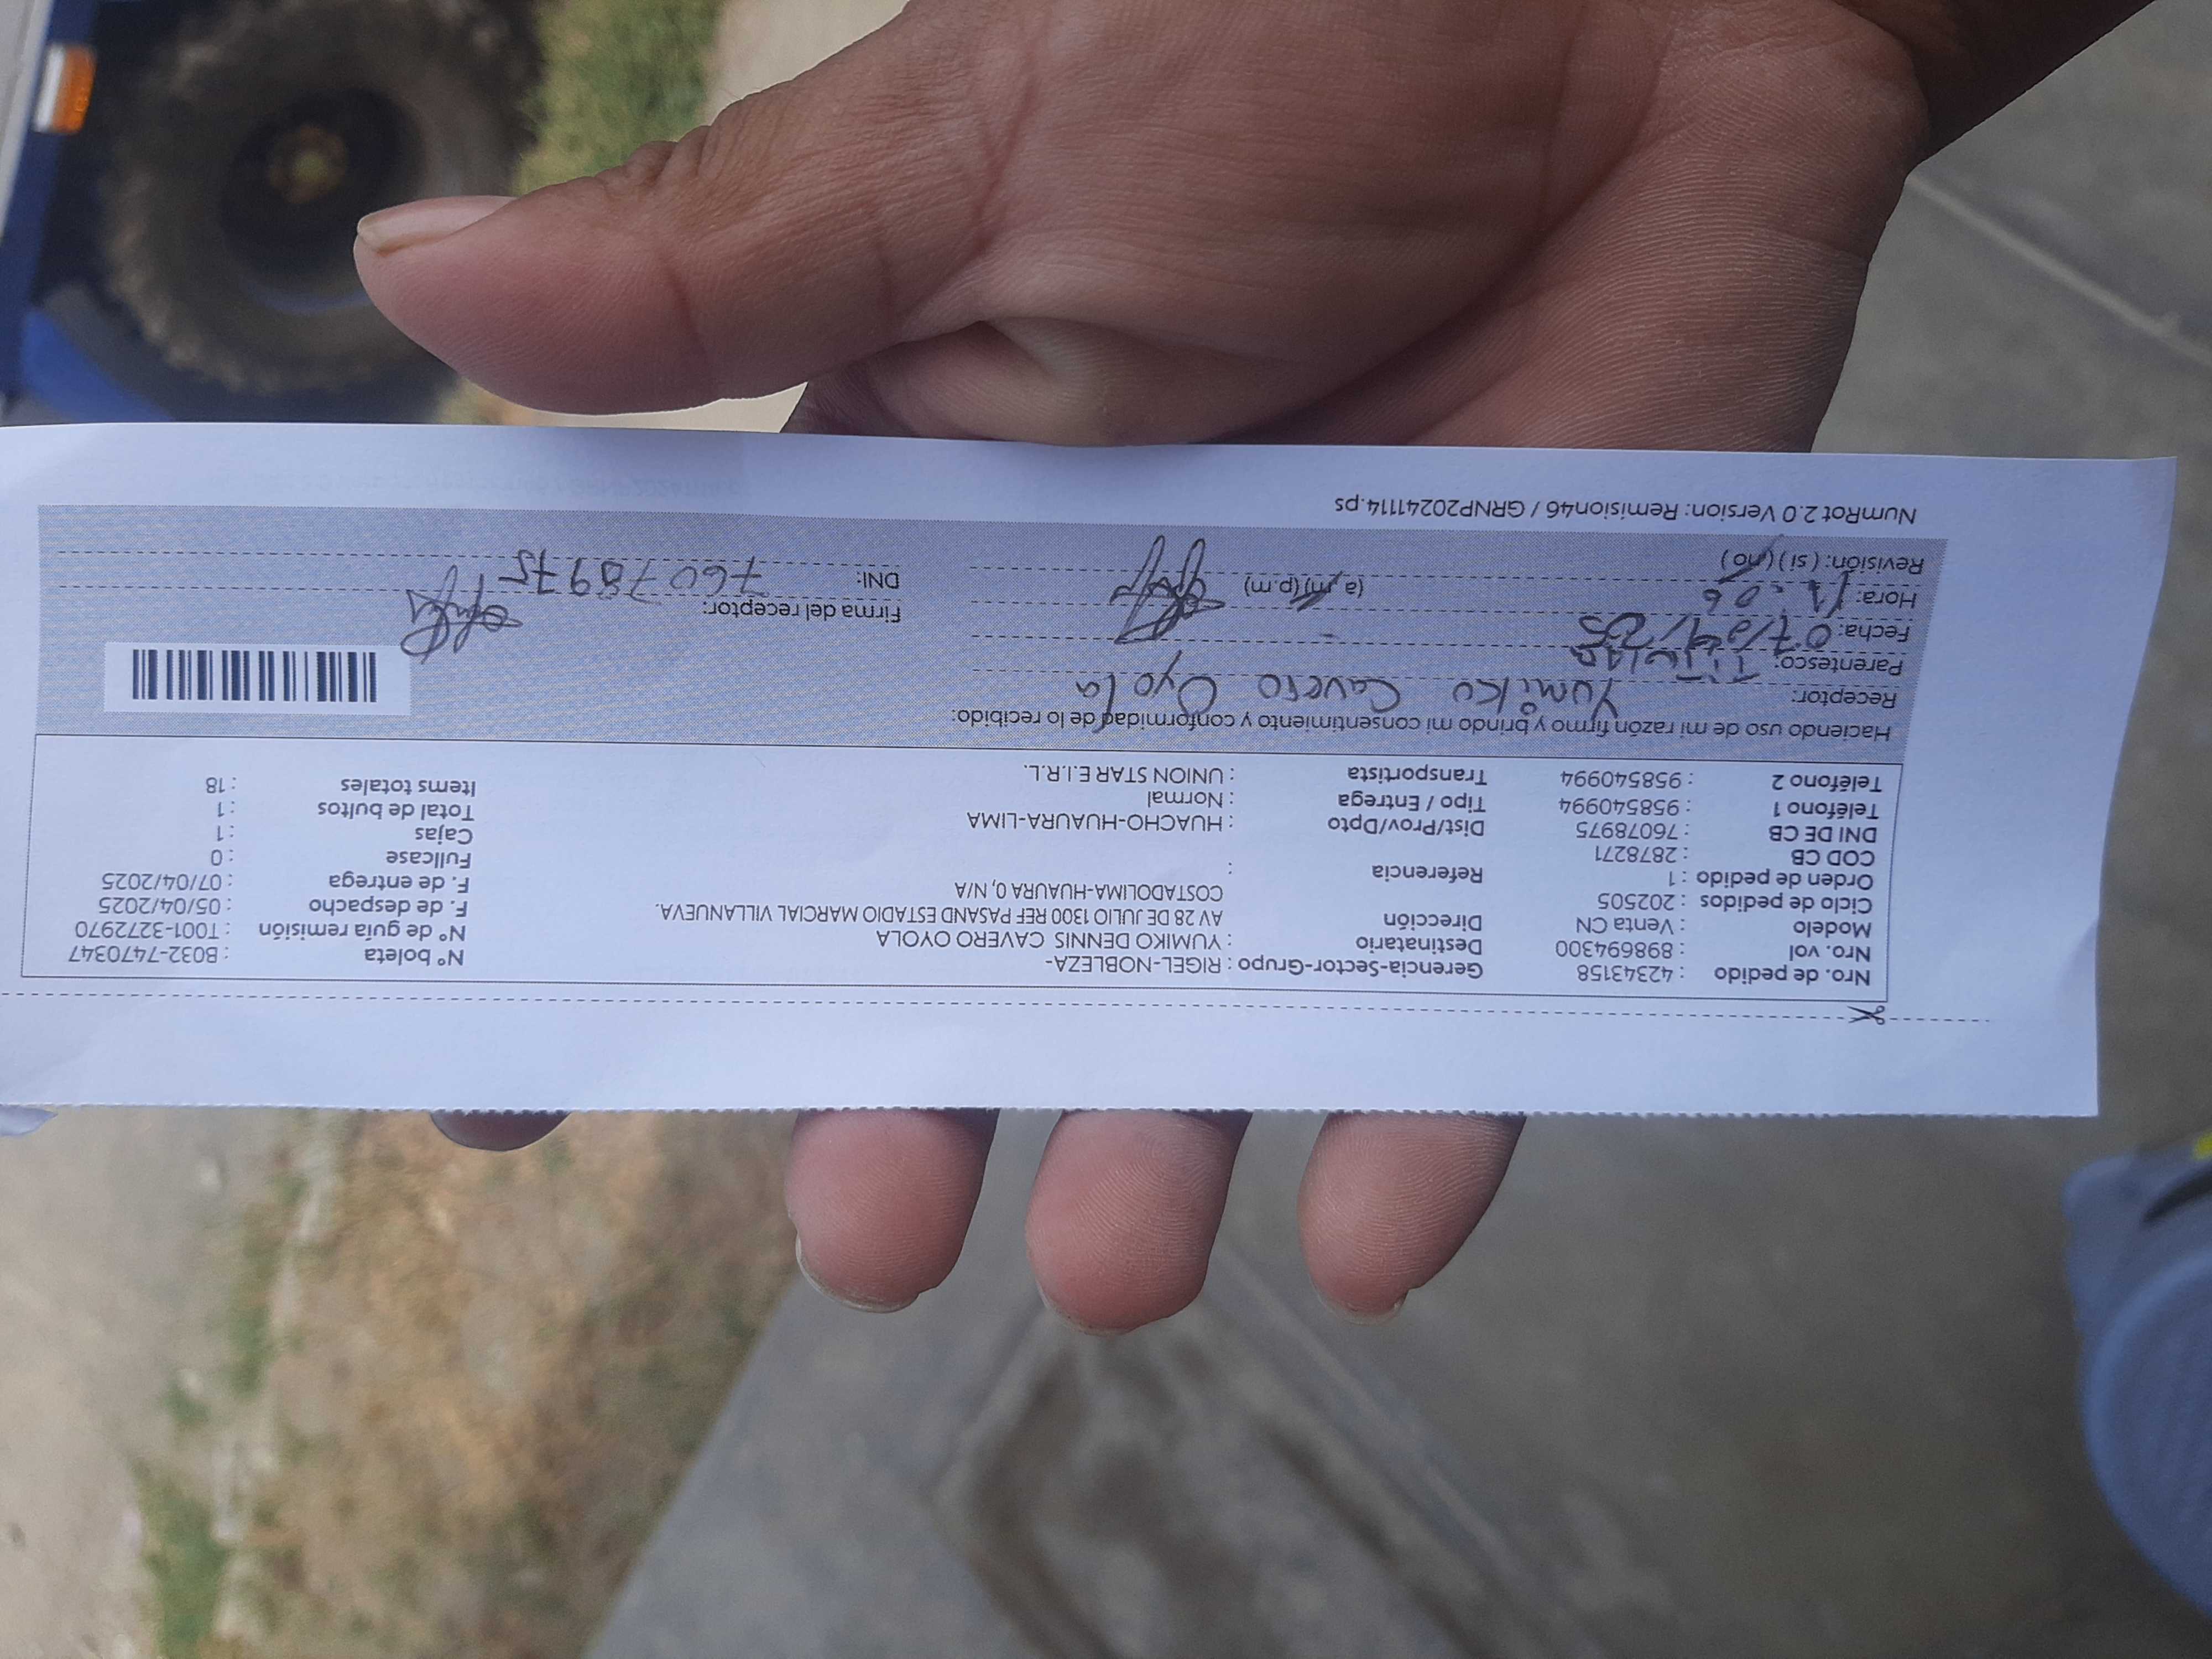 Nro. de pedido : 42343158 Gerencia-Sector-Grupo : RIGEL-NOBLEZA- N° boleta : B032-7470347
Nro. vol : 898694300 Destinatario : YUMIKO DENNIS CAVERO OYOLA N° de guía remisión : T001-3272970
Modelo : Venta CN Dirección AV 28 DE JULIO 1300 REF PASAND ESTADIO MARCIAL VILLANUEVA. F. de despacho : 05/04/2025
Ciclo de pedidos : 202505 COSTADOLIMA-HUAURA 0, N/A F. de entrega : 07/04/2025
Orden de pedido : 1 Referencia : Fullcase : 0
COD CB : 2878271 Cajas : 1
DNI DE CB : 76078975 Dist/Prov/Dpto : HUACHO-HUAURA-LIMA Total de bultos : 1
Teléfono 1 : 958540994 Tipo / Entrega : Normal Items totales : 18
Teléfono 2 : 958540994 Transportista : UNION STAR E.I.R.L.
Haciendo uso de mi razón firmo y brindo mi consentimiento y conformidad de lo recibido:
Receptor: Yumiko Cavero Oyola
Parentesco: TITULAR
Fecha: 07/04/205 Firma del receptor:
Hora: 11:06 (a.m) (p.m) DNI: 76078975
Revisión: (si) (no)
NumRot 2.0 Version: Remision46 / GRNP20241114.ps